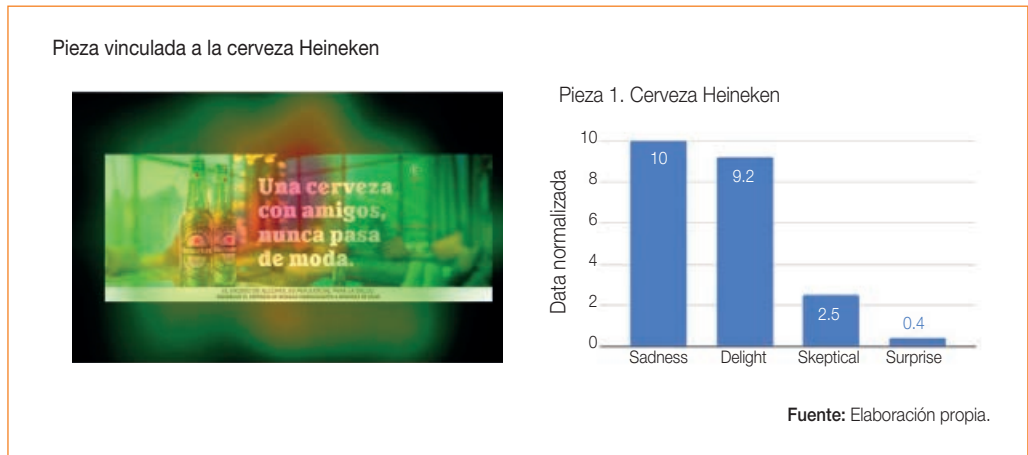 Pieza vinculada a la cerveza Heineken
Una cerveza
con amigos,
nunca pasa
de moda.
Pieza 1. Cerveza Heineken
Data normalizada
10
8
6
4
2
0
10
9.2
2.5
0.4
Sadness Delight Skeptical Surprise
Fuente: Elaboración propia.